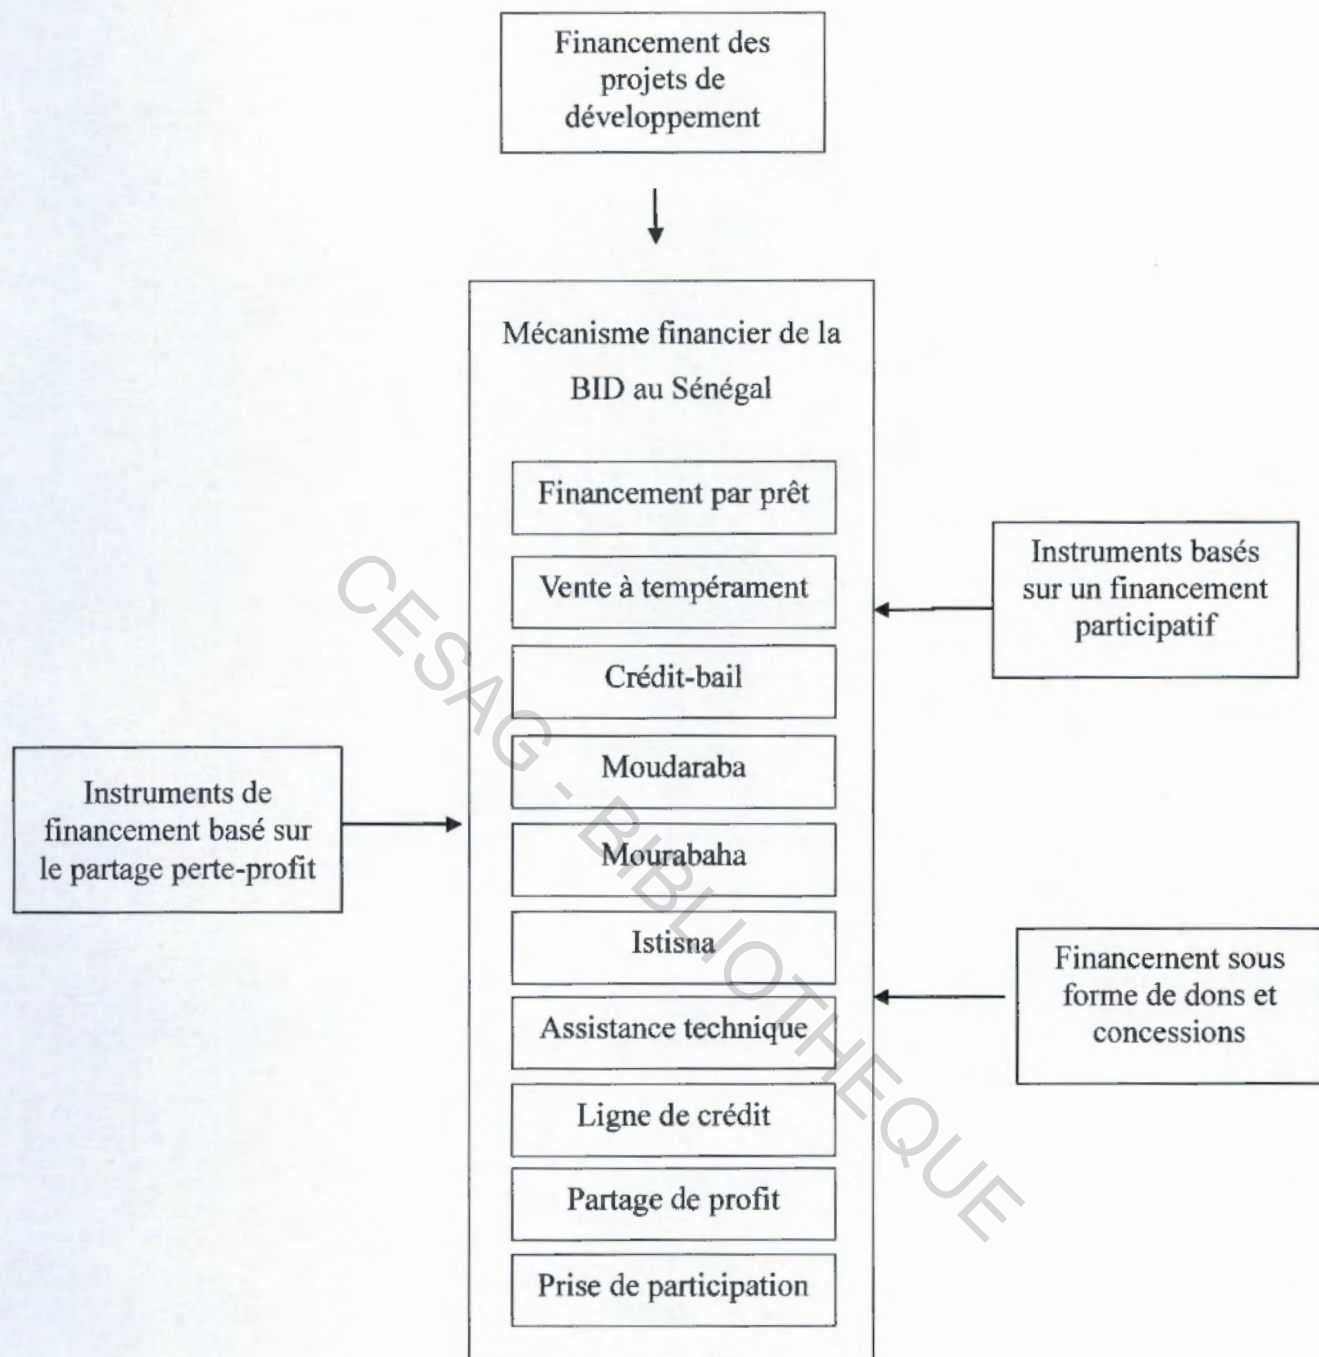 Financement des
projets de
développement
Mécanisme financier de la
BID au Sénégal
Financement par prêt
Vente à tempérament
Crédit-bail
Moudaraba
Mourabaha
Istisna
Assistance technique
Ligne de crédit
Partage de profit
Prise de participation
Instruments de
financement basé sur
le partage perte-profit
Instruments basés
sur un financement
participatif
Financement sous
forme de dons et
concessions
CESAG - BIBLIOTHEQUE